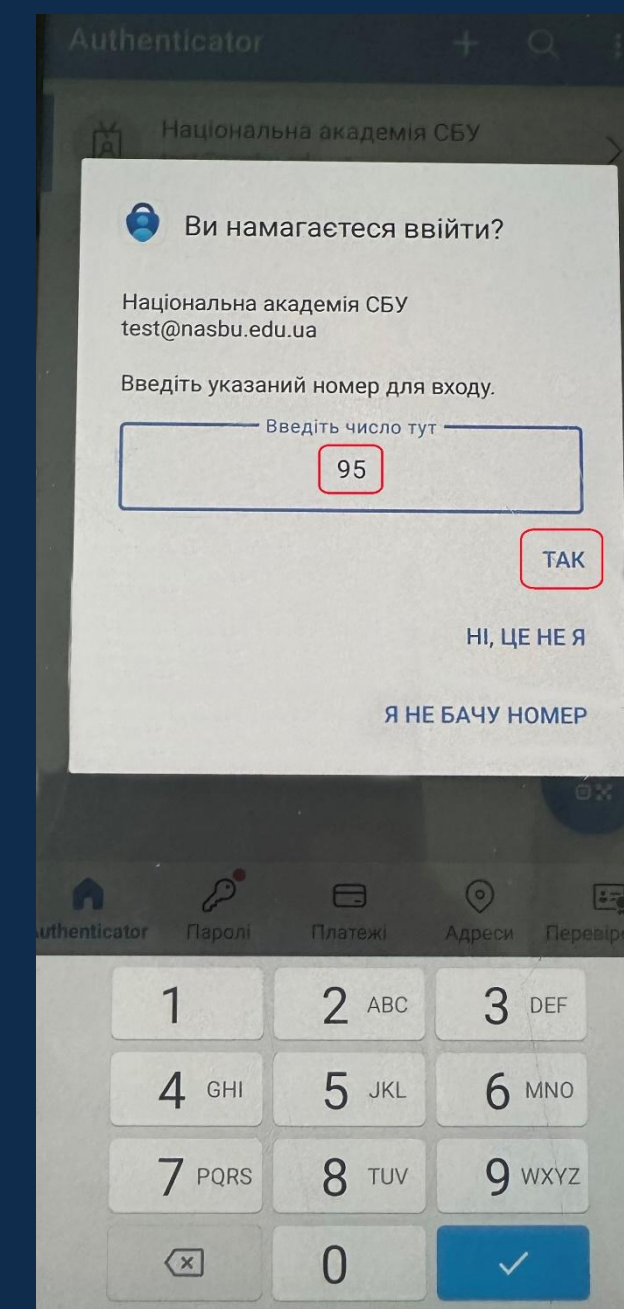 Authenticator
Національна академія СБУ
Ви намагаєтеся ввійти?
Національна академія СБУ
test@nasbu.edu.ua
Введіть указаний номер для входу.
Введіть число тут
95
ТАК
НІ, ЦЕ НЕ Я
Я НЕ БАЧУ НОМЕР
uthenticator Паролі Платежі Адреси
1 2 ABC 3 DEF
4 GHI 5 JKL 6 MNO
7 PQRS 8 TUV 9 WXYZ
0